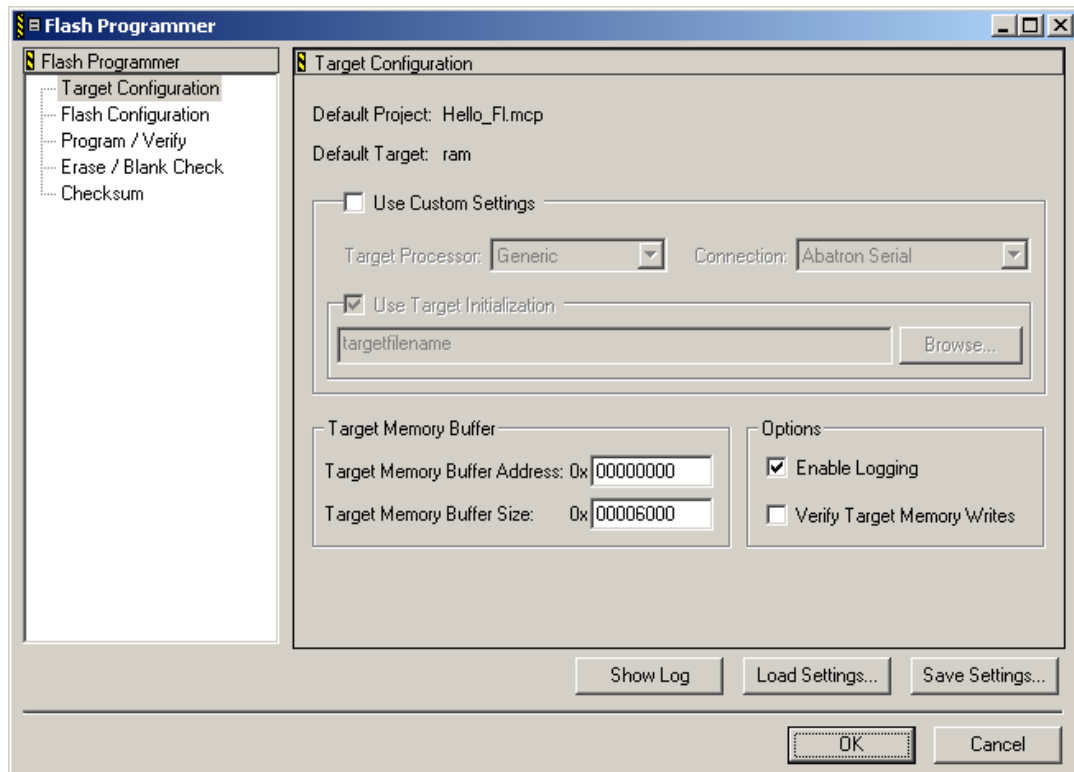 Flash Programmer
Flash Programmer
Target Configuration
Flash Configuration
Program / Verify
Erase / Blank Check
Checksum
Target Configuration
Default Project: Hello_Fl.mcp
Default Target: ram
Use Custom Settings
Target Processor: Generic Connection: Abatron Serial
Use Target Initialization
targetfilename Browse...
Target Memory Buffer
Target Memory Buffer Address: 0x 00000000
Target Memory Buffer Size: 0x 00006000
Options
Enable Logging
Verify Target Memory Writes
Show Log Load Settings... Save Settings...
OK Cancel